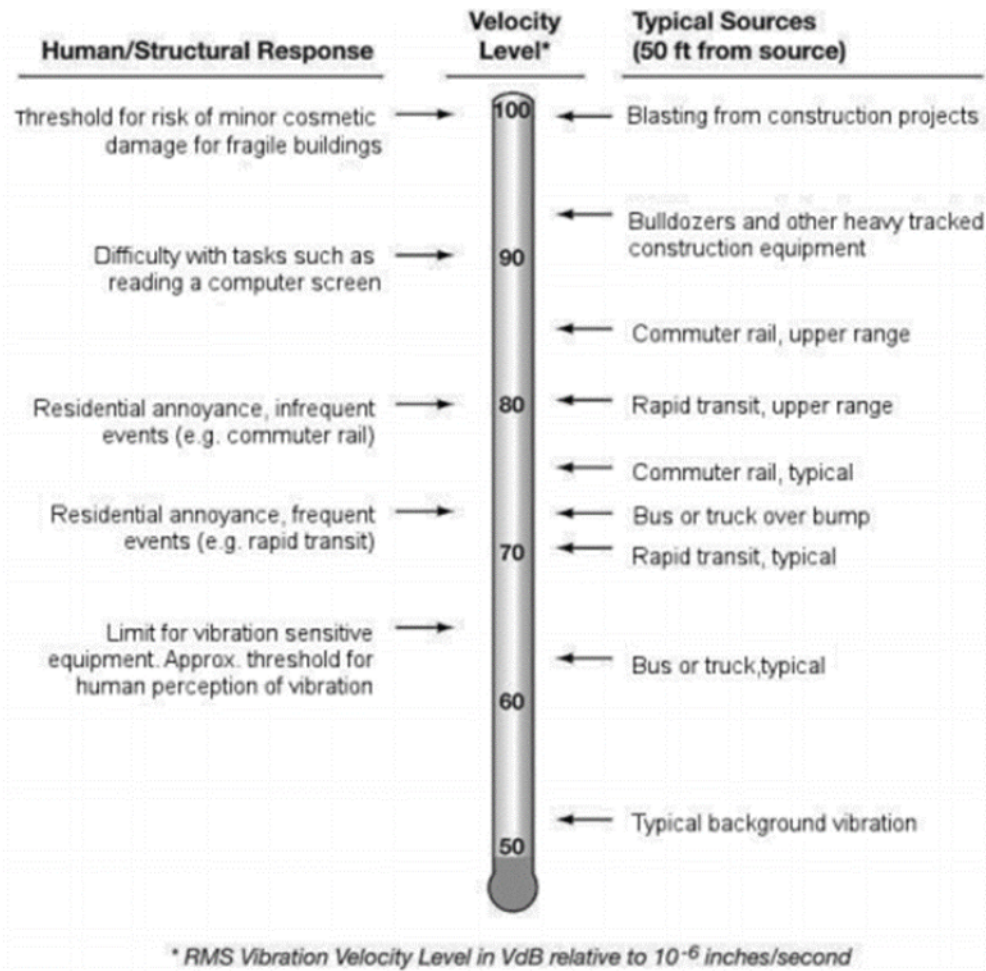 Human/Structural Response
Velocity
Level*
Typical Sources
(50 ft from source)
Threshold for risk of minor cosmetic
damage for fragile buildings
100
Blasting from construction projects
Bulldozers and other heavy tracked
construction equipment
Difficulty with tasks such as
reading a computer screen
90
Commuter rail, upper range
Residential annoyance, infrequent
events (e.g. commuter rail)
80
Rapid transit, upper range
Commuter rail, typical
Residential annoyance, frequent
events (e.g. rapid transit)
Bus or truck over bump
70
Rapid transit, typical
Limit for vibration sensitive
equipment. Approx. threshold for
human perception of vibration
Bus or truck,typical
60
Typical background vibration
50
* RMS Vibration Velocity Level in VdB relative to 10⁻⁶ inches/second